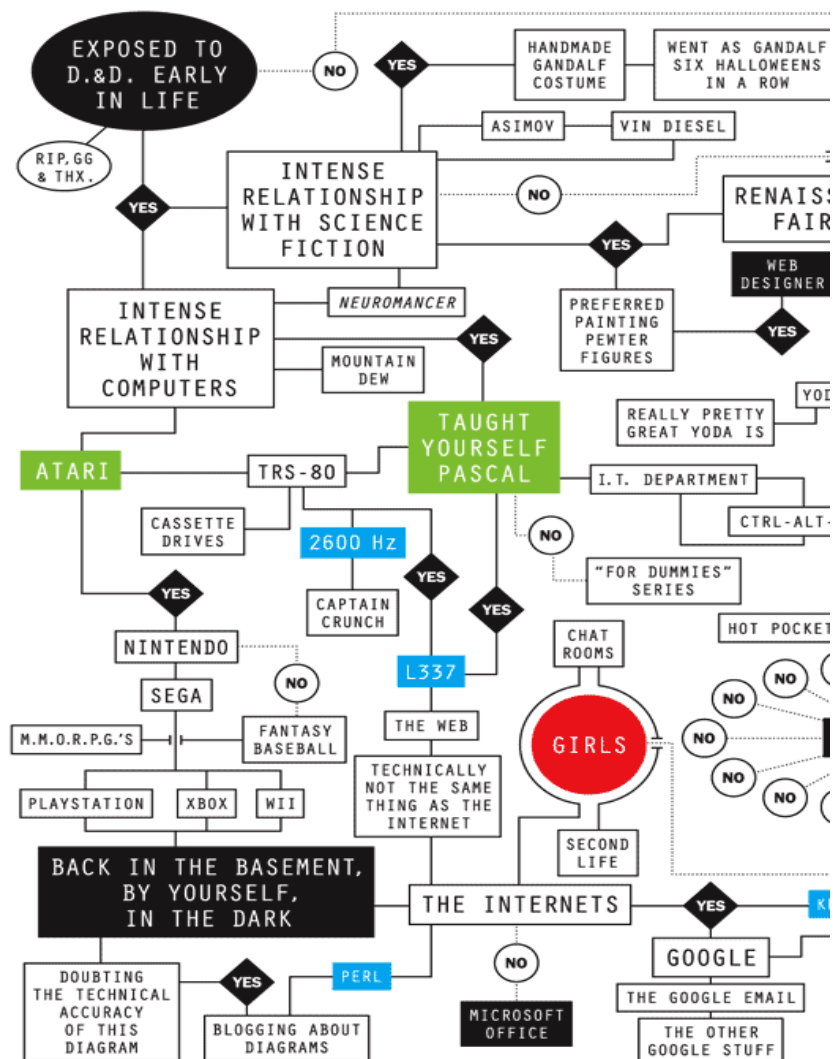 EXPOSED TO
D.&D. EARLY
IN LIFE
NO
YES
HANDMADE
GANDALF
COSTUME
WENT AS GANDALF
SIX HALLOWEENS
IN A ROW
RIP, GG
& THX.
YES
INTENSE
RELATIONSHIP
WITH SCIENCE
FICTION
ASIMOV
VIN DIESEL
NO
YES
RENAISS
FAIR
WEB
DESIGNER
NEUROMANCER
PREFERRED
PAINTING
PEWTER
FIGURES
YES
INTENSE
RELATIONSHIP
WITH
COMPUTERS
YES
MOUNTAIN
DEW
YOD
REALLY PRETTY
GREAT YODA IS
TAUGHT
YOURSELF
PASCAL
ATARI
TRS-80
I.T. DEPARTMENT
CTRL-ALT-
CASSETTE
DRIVES
2600 Hz
NO
YES
"FOR DUMMIES"
SERIES
YES
CAPTAIN
CRUNCH
YES
NINTENDO
CHAT
ROOMS
HOT POCKET
L337
NO
SEGA
NO
NO
NO
NO
NO
M.M.O.R.P.G.'S
FANTASY
BASEBALL
THE WEB
GIRLS
TECHNICALLY
NOT THE SAME
THING AS THE
INTERNET
PLAYSTATION
XBOX
WII
SECOND
LIFE
BACK IN THE BASEMENT,
BY YOURSELF,
IN THE DARK
THE INTERNETS
YES
GOOGLE
DOUBTING
THE TECHNICAL
ACCURACY
OF THIS
DIAGRAM
YES
PERL
NO
BLOGGING ABOUT
DIAGRAMS
MICROSOFT
OFFICE
THE GOOGLE EMAIL
THE OTHER
GOOGLE STUFF